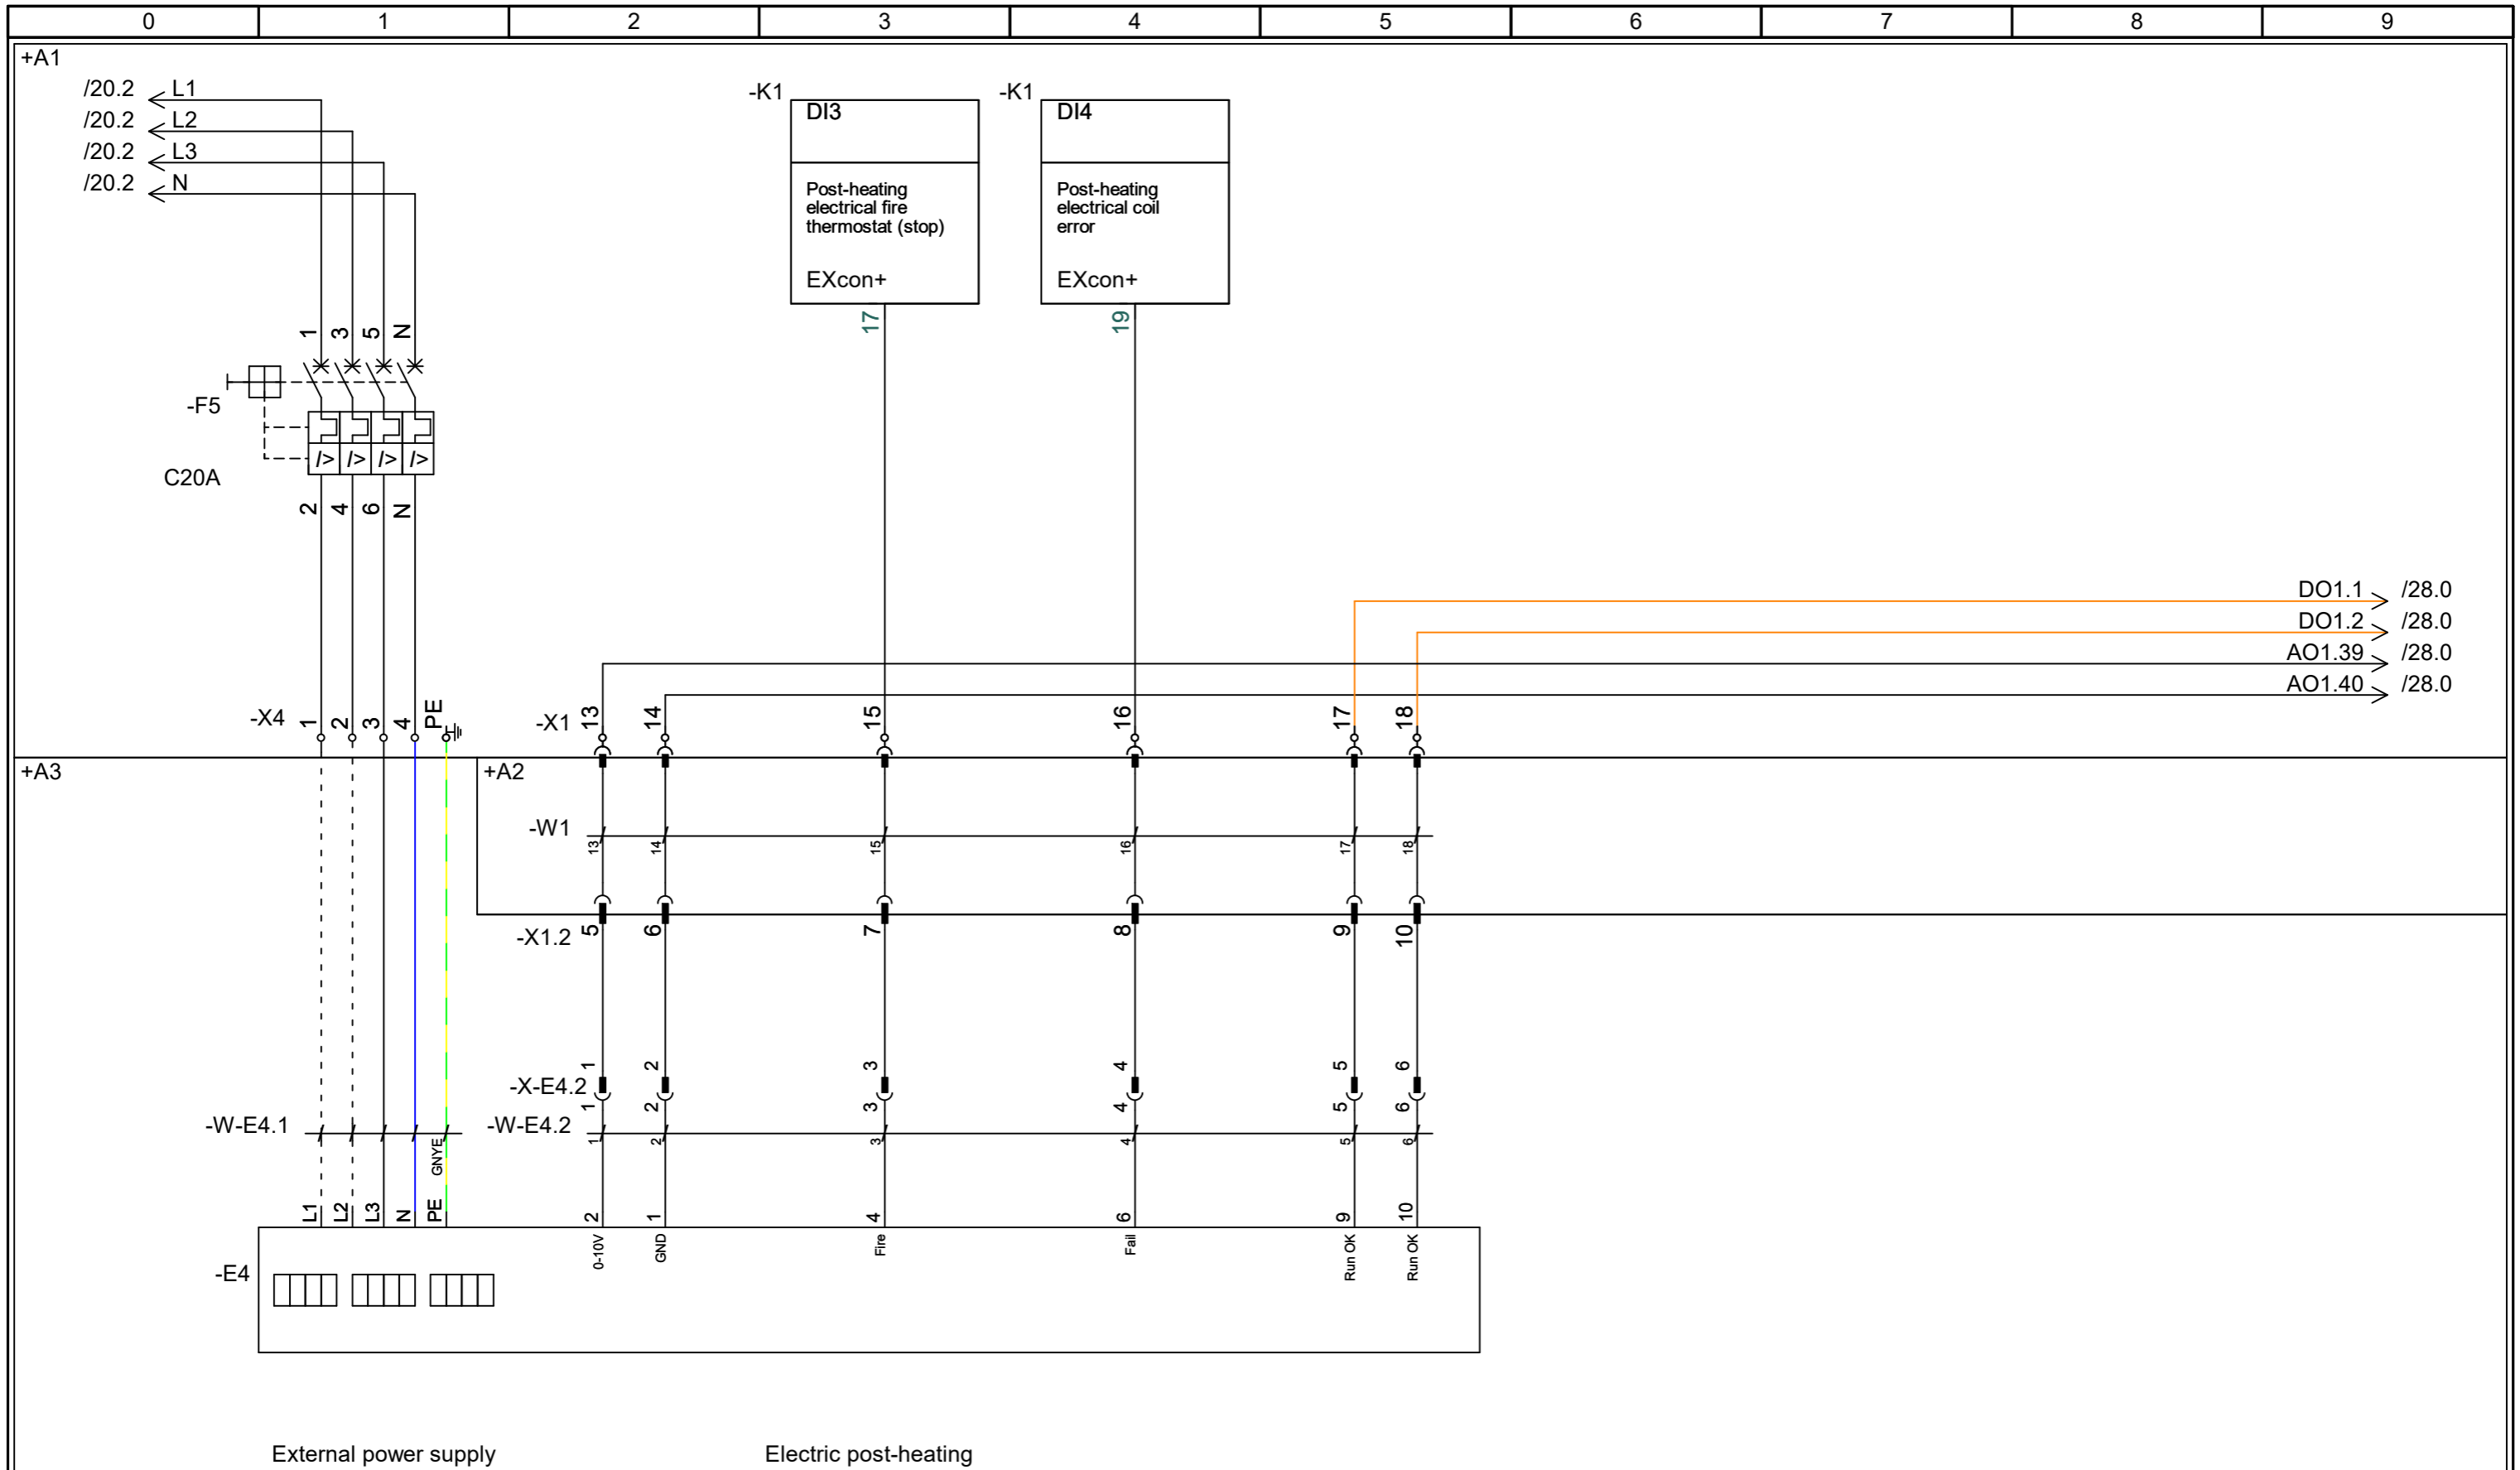 0 1 2 3 4 5 6 7 8 9
+A1
/20.2 L1
/20.2 L2
/20.2 L3
/20.2 N
-K1
DI3
Post-heating
electrical fire
thermostat (stop)
EXcon+
17
-K1
DI4
Post-heating
electrical coil
error
EXcon+
19
1 3 5 N
-F5
I> I> I> I>
C20A
2 4 6 N
DO1.1 /28.0
DO1.2 /28.0
AO1.39 /28.0
AO1.40 /28.0
-X4 1 2 3 4 PE
-X1 13 14 15 16 17 18
+A3
+A2
-W1
13 14 15 16 17 18
-X1.2 5 6 7 8 9 10
1 2 3 4 5 6
-X-E4.2
1 2 3 4 5 6
-W-E4.1
GNYE
-W-E4.2
1 2 3 4 5 6
L1 L2 L3 N PE
2 1 4 6 9 10
0-10V GND Fire Fail Run OK Run OK
-E4
External power supply
Electric post-heating